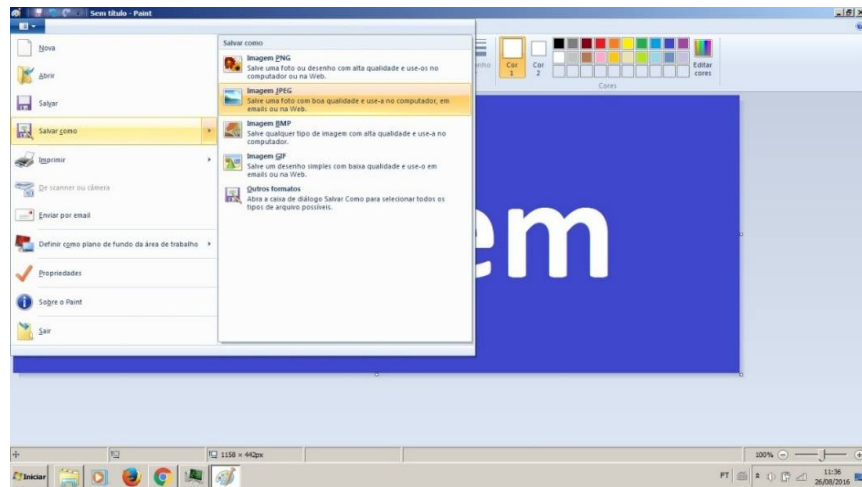 Sem título - Paint
Nova
Abrir
Salvar
Salvar como
Imprimir
De scanner ou câmera
Enviar por email
Definir como plano de fundo da área de trabalho
Propriedades
Sobre o Paint
Sair
Salvar como
Imagem PNG
Salve uma foto ou desenho com alta qualidade e use-os no
computador ou na Web.
Imagem JPEG
Salve uma foto com boa qualidade e use-a no computador, em
emails ou na Web.
Imagem BMP
Salve qualquer tipo de imagem com alta qualidade e use-a no
computador.
Imagem GIF
Salve um desenho simples com baixa qualidade e use-o em
emails ou na Web.
Outros formatos
Abra a caixa de diálogo Salvar Como para selecionar todos os
tipos de arquivo possíveis.
Cor
1
Cor
2
Editar
cores
Cores
em
1158 × 442px
100%
Iniciar
PT
11:36
26/08/2016